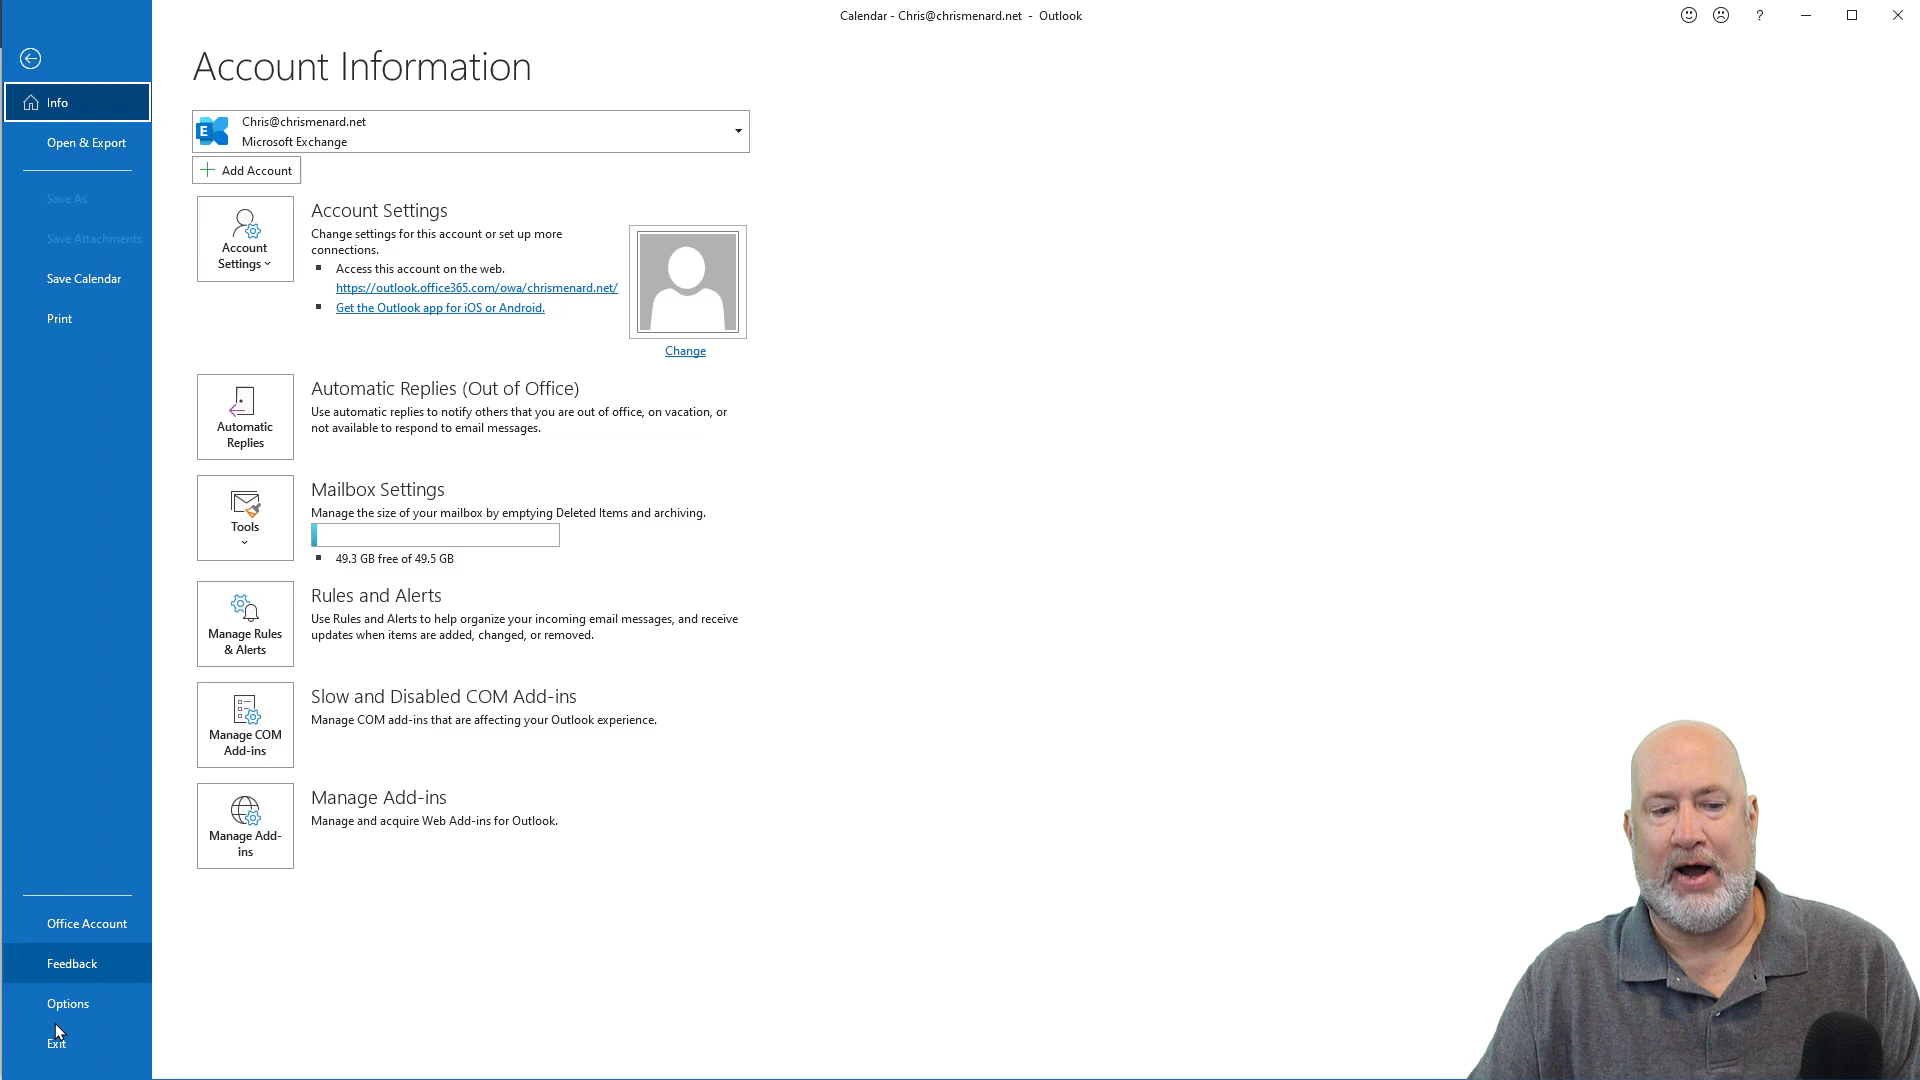 Calendar - Chris@chrismenard.net - Outlook
?
Account Information
Info
Open & Export
Save As
Save Attachments
Save Calendar
Print
Office Account
Feedback
Options
Exit
E
Chris@chrismenard.net
Microsoft Exchange
Add Account
Account
Settings
Account Settings
Change settings for this account or set up more
connections.
Access this account on the web.
https://outlook.office365.com/owa/chrismenard.net/
Get the Outlook app for iOS or Android.
Change
Automatic
Replies
Automatic Replies (Out of Office)
Use automatic replies to notify others that you are out of office, on vacation, or
not available to respond to email messages.
Tools
Mailbox Settings
Manage the size of your mailbox by emptying Deleted Items and archiving.
49.3 GB free of 49.5 GB
Manage Rules
& Alerts
Rules and Alerts
Use Rules and Alerts to help organize your incoming email messages, and receive
updates when items are added, changed, or removed.
Manage COM
Add-ins
Slow and Disabled COM Add-ins
Manage COM add-ins that are affecting your Outlook experience.
Manage Add-
ins
Manage Add-ins
Manage and acquire Web Add-ins for Outlook.